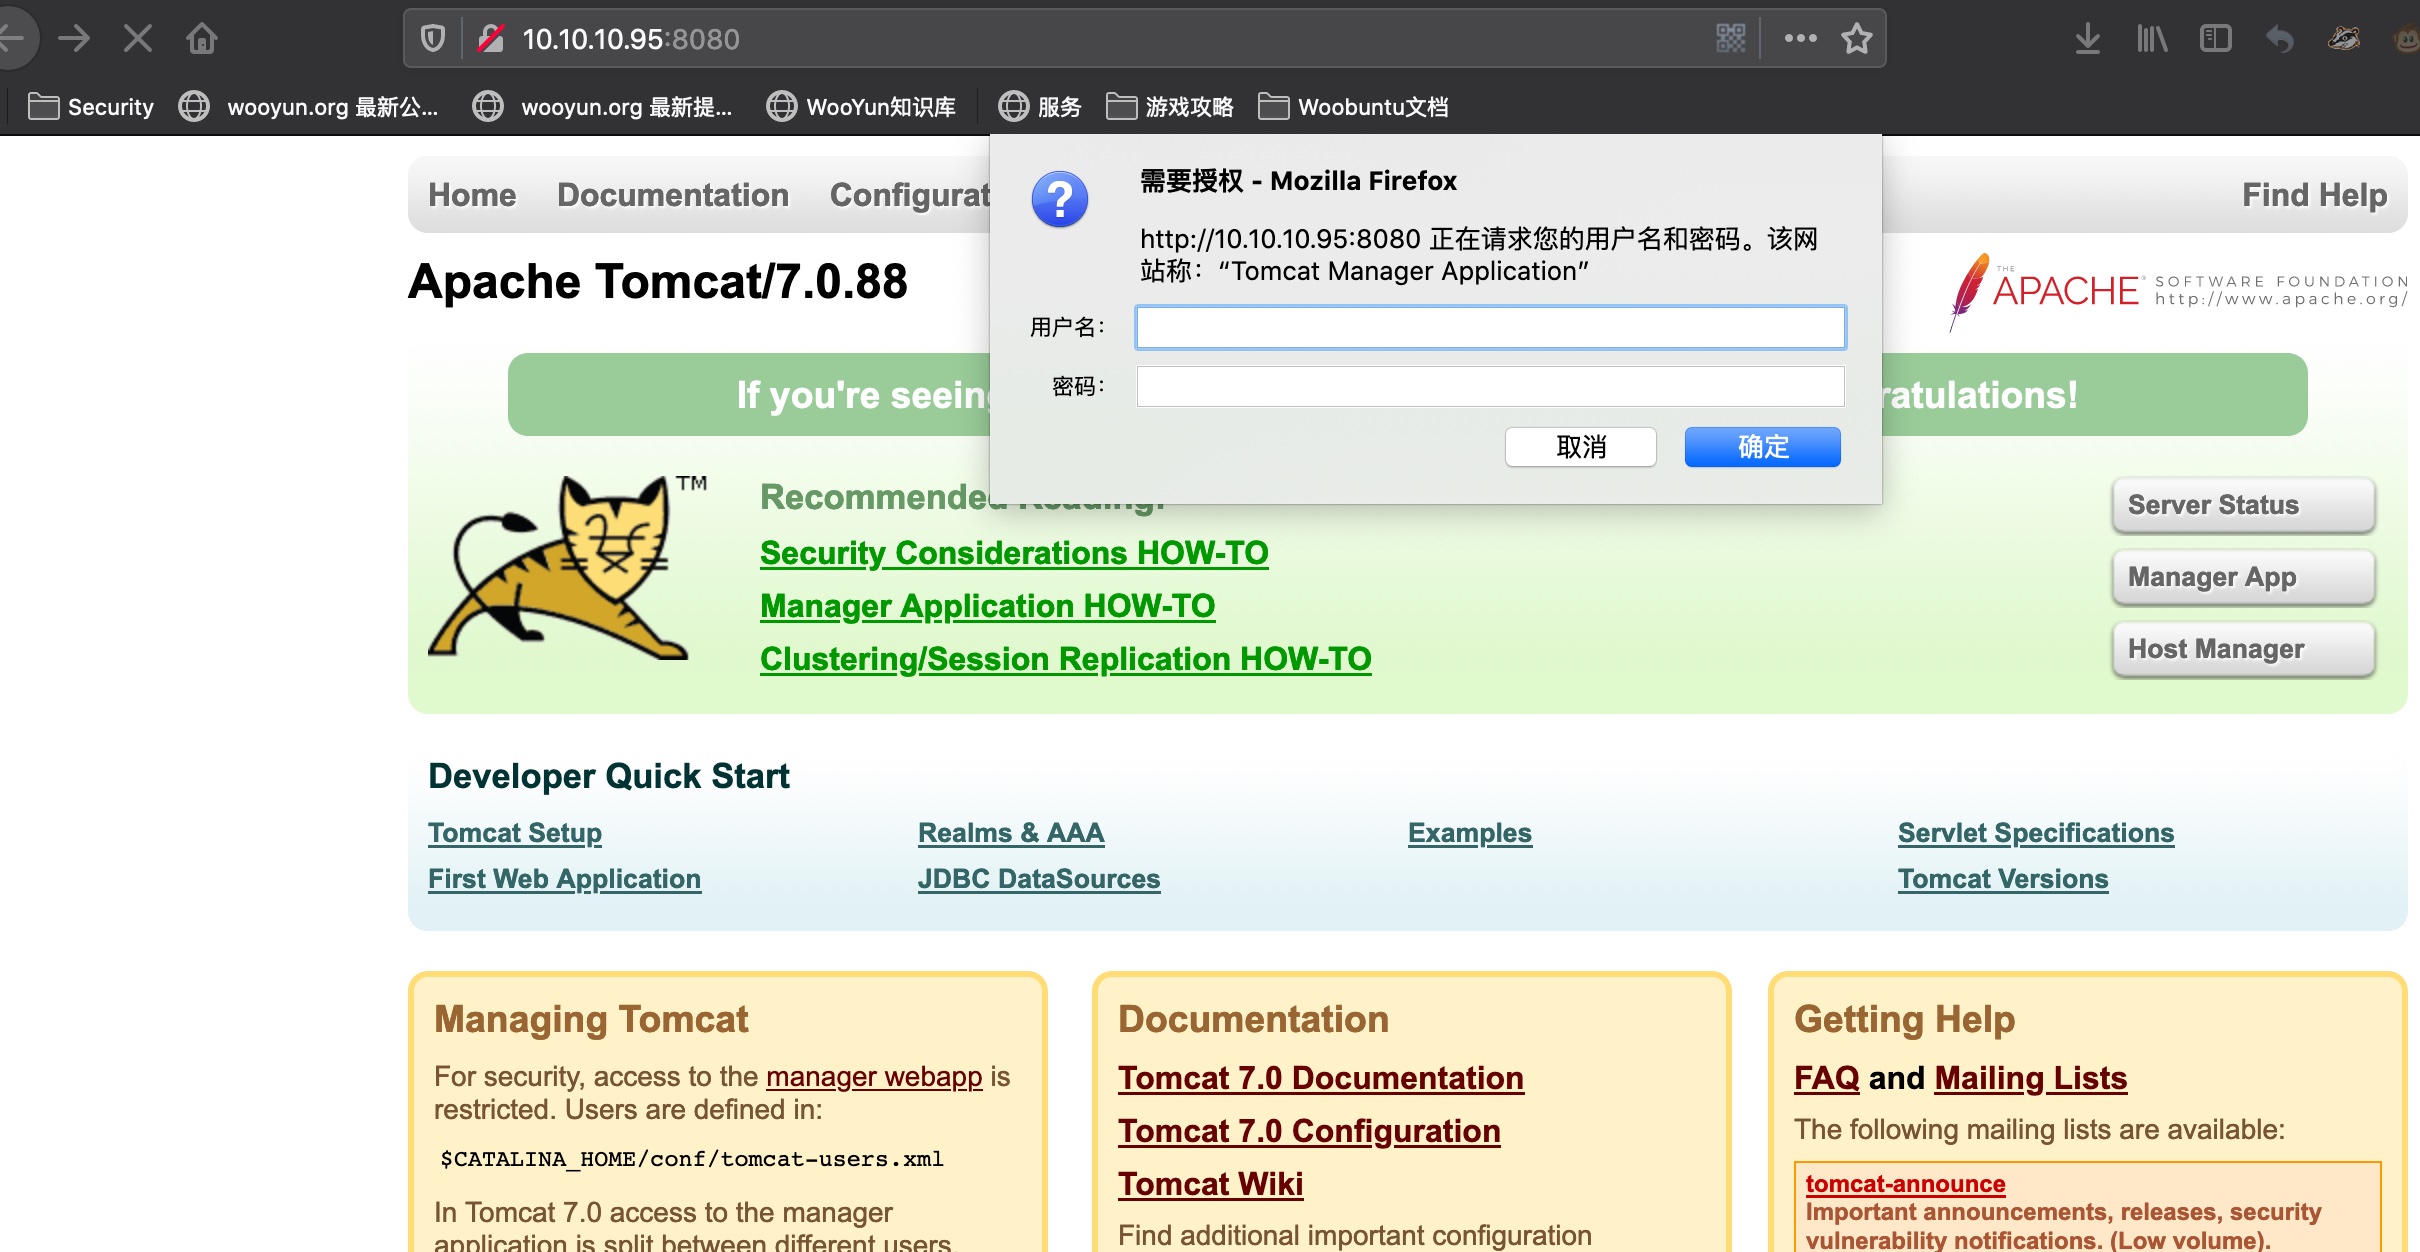 10.10.10.95:8080
Security
wooyun.org 最新公...
wooyun.org 最新提...
WooYun知识库
服务
游戏攻略
Woobuntu文档
Home
Documentation
Configurat
Find Help
需要授权 - Mozilla Firefox
http://10.10.10.95:8080 正在请求您的用户名和密码。该网
站称：“Tomcat Manager Application”
用户名：
密码：
取消
确定
Apache Tomcat/7.0.88
THE
APACHE
SOFTWARE FOUNDATION
http://www.apache.org/
If you're seeing
ratulations!
TM
Recommended Reading:
Security Considerations HOW-TO
Manager Application HOW-TO
Clustering/Session Replication HOW-TO
Server Status
Manager App
Host Manager
Developer Quick Start
Tomcat Setup
Realms & AAA
Examples
Servlet Specifications
First Web Application
JDBC DataSources
Tomcat Versions
Managing Tomcat
For security, access to the manager webapp is
restricted. Users are defined in:
$CATALINA_HOME/conf/tomcat-users.xml
In Tomcat 7.0 access to the manager
application is split between different users.
Documentation
Tomcat 7.0 Documentation
Tomcat 7.0 Configuration
Tomcat Wiki
Find additional important configuration
Getting Help
FAQ and Mailing Lists
The following mailing lists are available:
tomcat-announce
Important announcements, releases, security
vulnerability notifications. (Low volume).